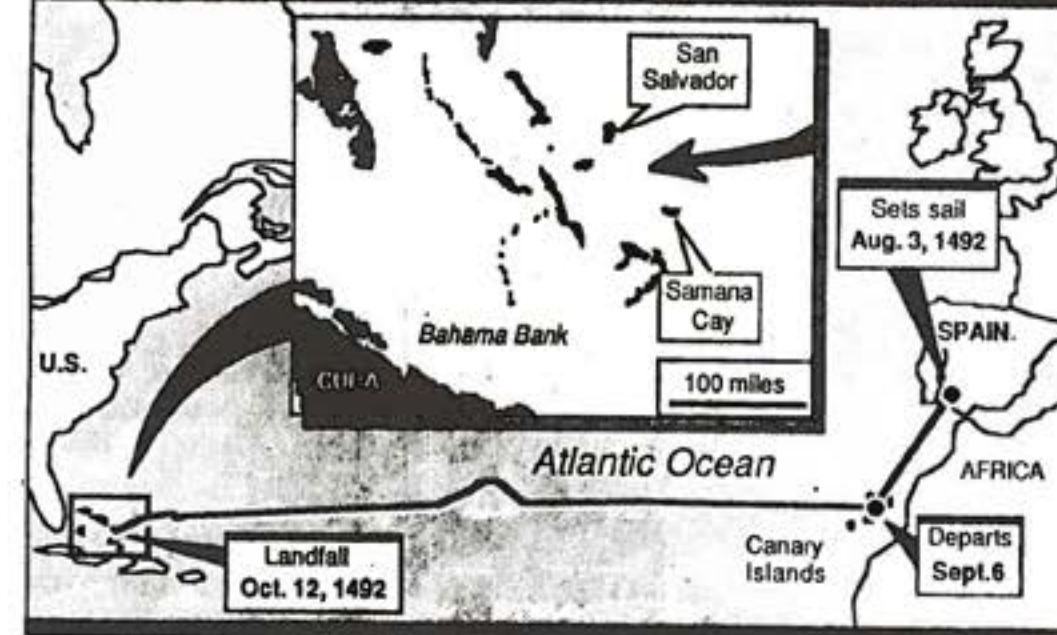 San
Salvador
Sets sail
Aug. 3, 1492
Samana
Cay
Bahama Bank
SPAIN.
U.S.
CUBA
100 miles
Atlantic Ocean
AFRICA
Landfall
Oct. 12, 1492
Canary
Islands
Departs
Sept.6